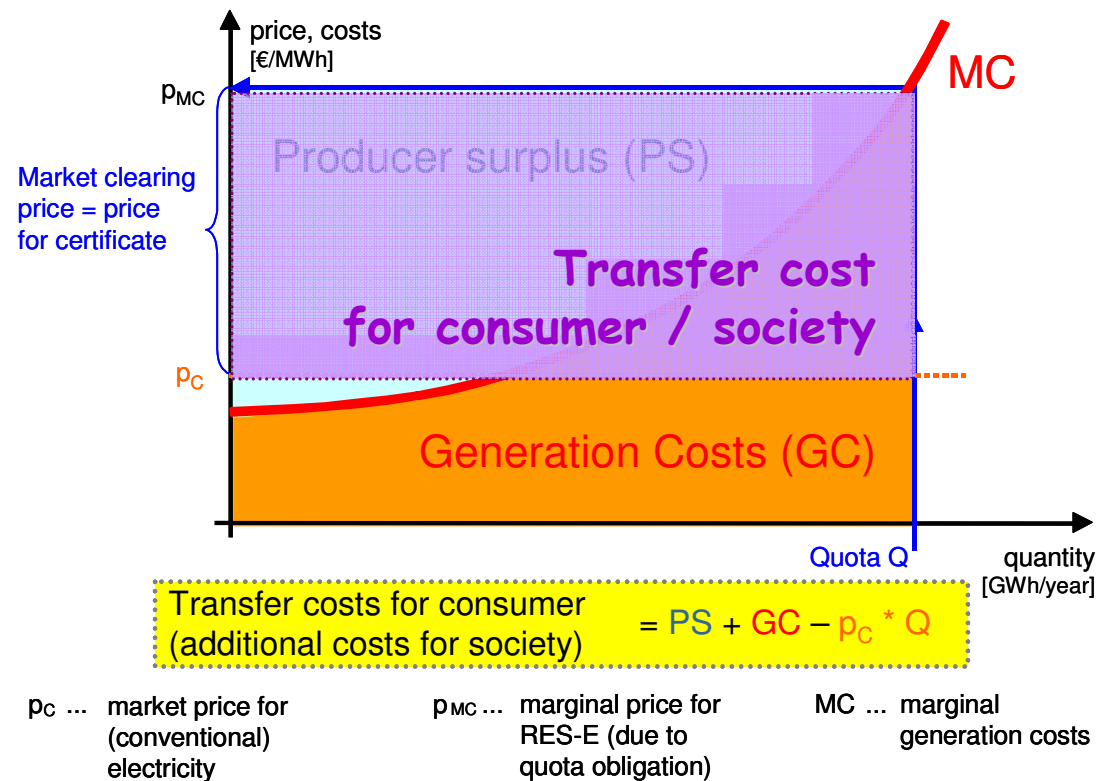 price, costs
[€/MWh]
MC
pMC
Producer surplus (PS)
Market clearing
price = price
for certificate
Transfer cost
for consumer / society
pC
Generation Costs (GC)
Quota Q
quantity
[GWh/year]
Transfer costs for consumer
(additional costs for society)
= PS + GC – pC * Q
pC ... market price for
(conventional)
electricity
pMC ... marginal price for
RES-E (due to
quota obligation)
MC ... marginal
generation costs